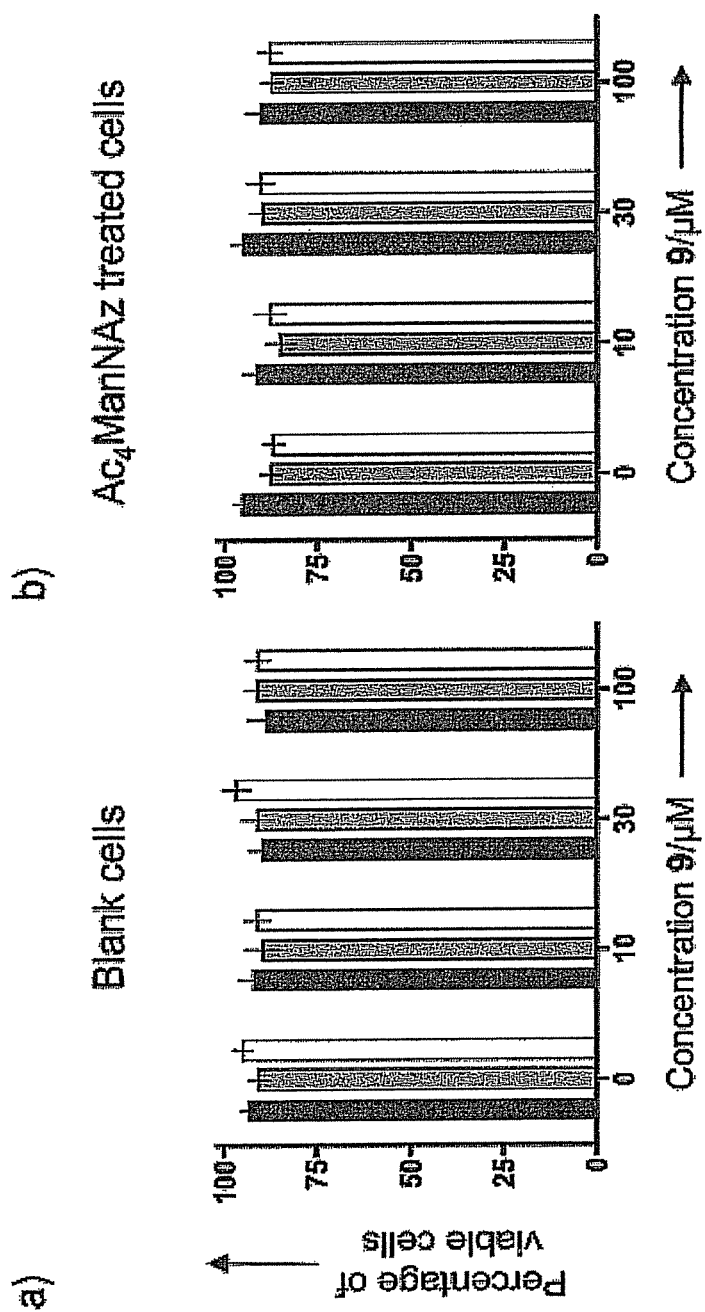 a)
Blank cells
Percentage of
viable cells
100
75
50
25
0
0 10 30 100
Concentration 9/µM
b)
Ac₄ManNAz treated cells
100
75
50
25
0
0 10 30 100
Concentration 9/µM